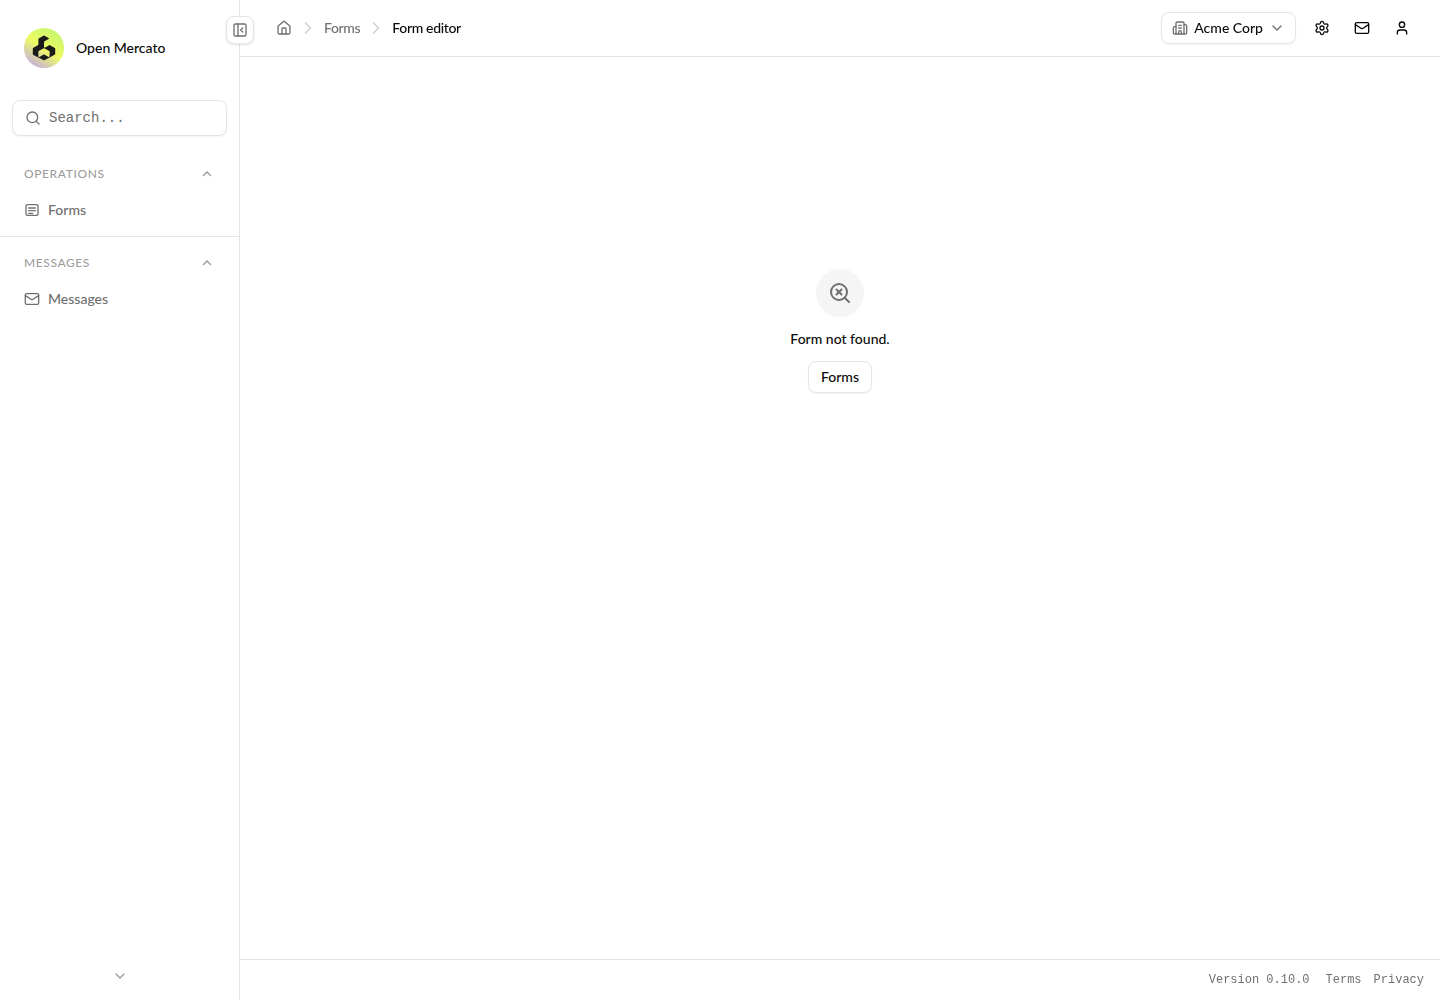 Open Mercato
Forms
Form editor
Acme Corp
Search...
OPERATIONS
Forms
MESSAGES
Messages
Form not found.
Forms
Version 0.10.0
Terms
Privacy